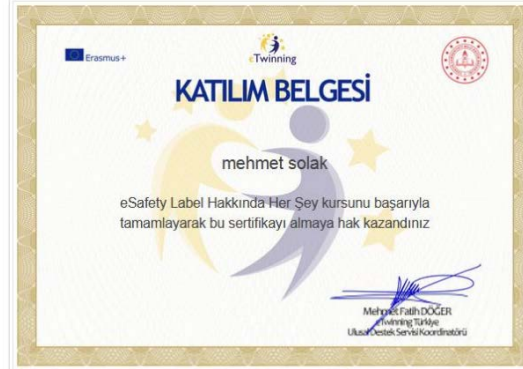 Erasmus+
eTwinning
KATILIM BELGESİ
mehmet solak
eSafety Label Hakkında Her Şey kursunu başarıyla
tamamlayarak bu sertifikayı almaya hak kazandınız
Mehmet Fatih DÖĞER
eTwinning Türkiye
Ulusal Destek Servisi Koordinatörü